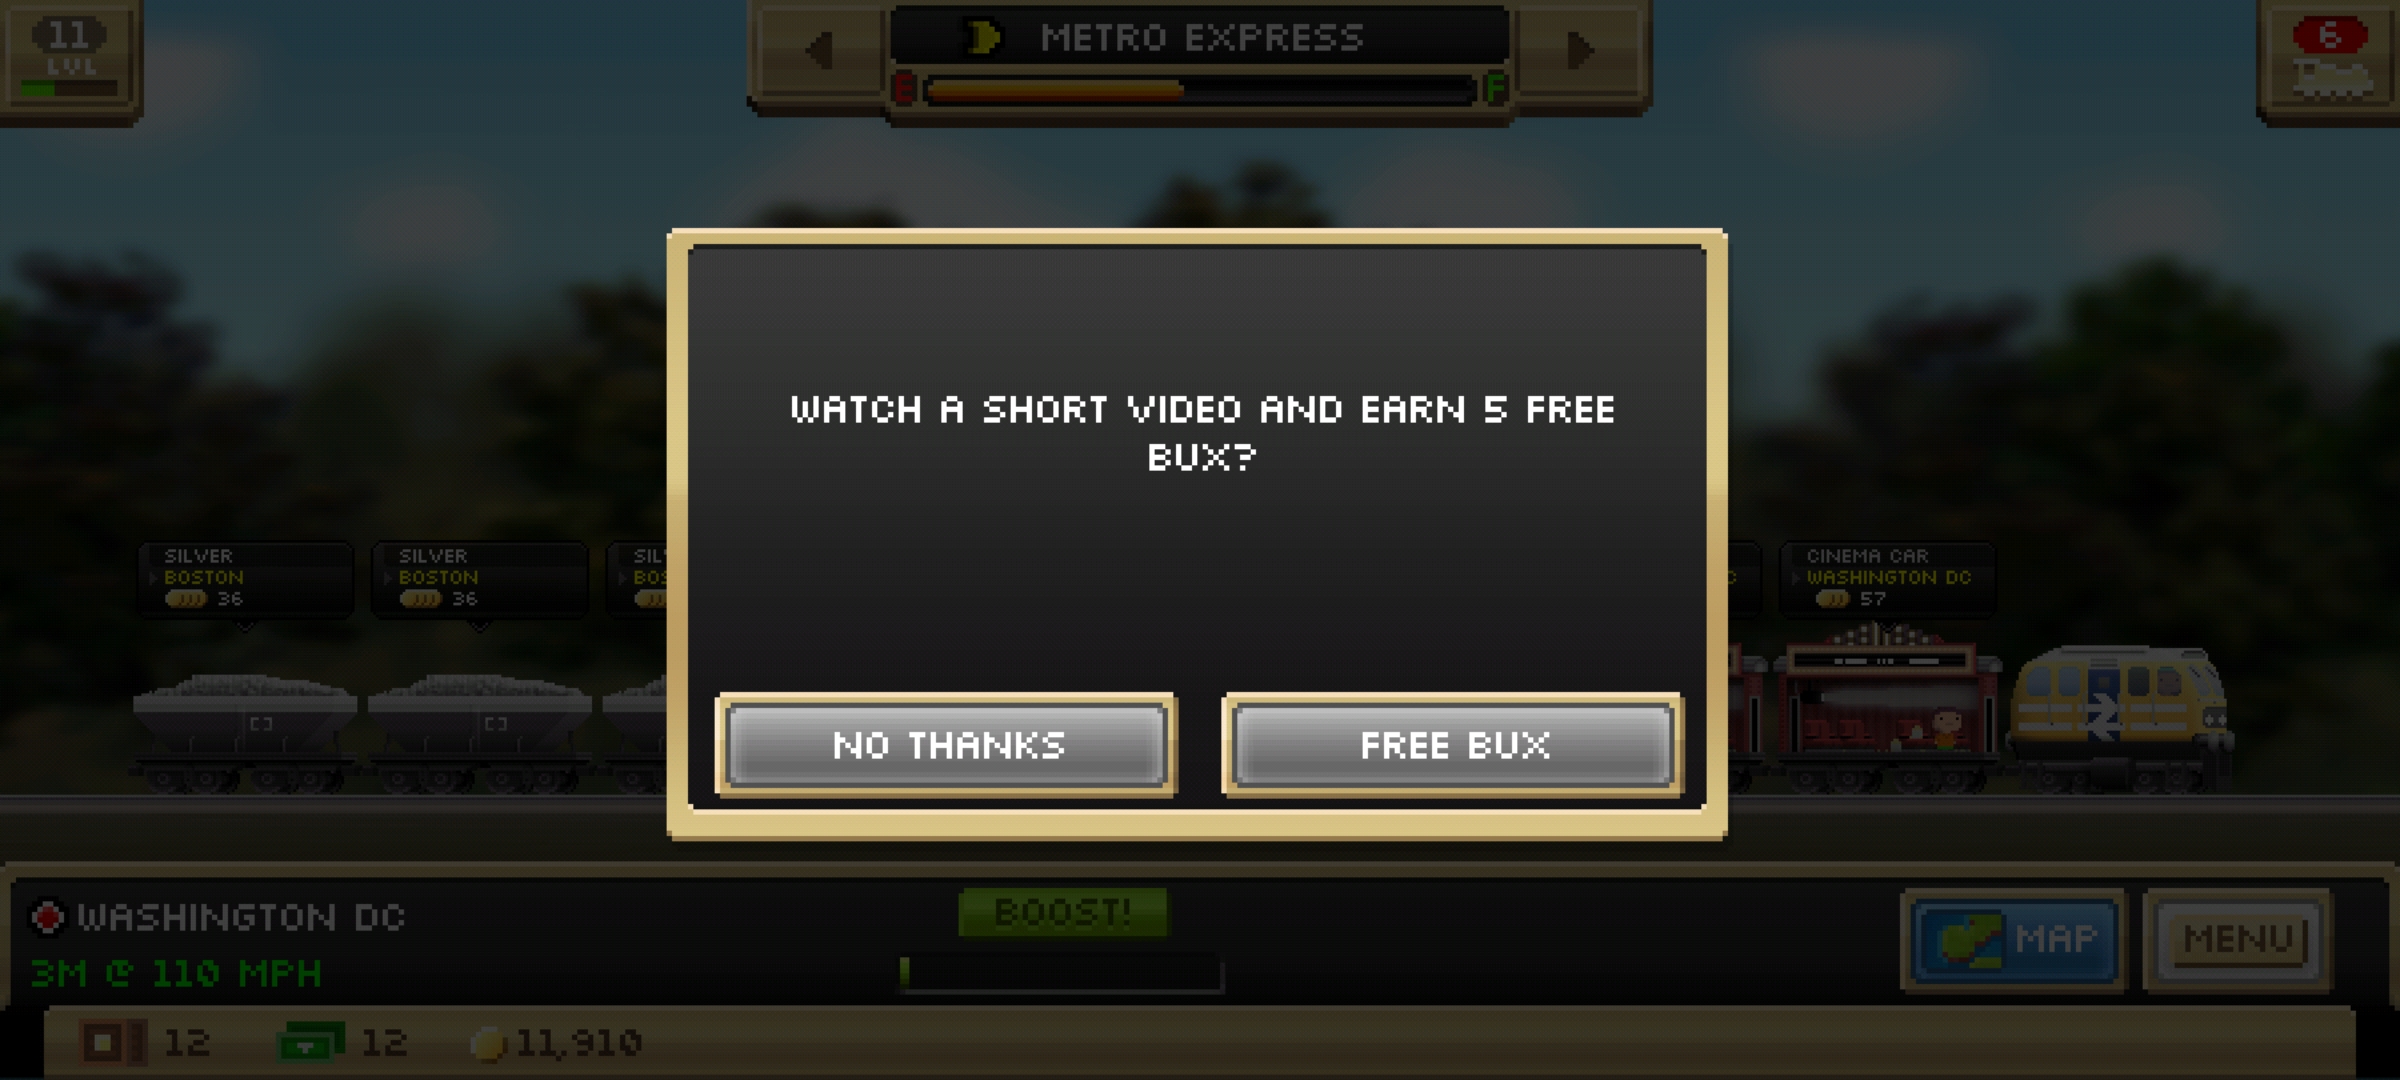 11
LVL
METRO EXPRESS
E
F
6
WATCH A SHORT VIDEO AND EARN 5 FREE
BUX?
NO THANKS
FREE BUX
SILVER
BOSTON
36
SILVER
BOSTON
36
CINEMA CAR
WASHINGTON DC
57
WASHINGTON DC
3M @ 110 MPH
BOOST!
MAP
MENU
12
12
11,910